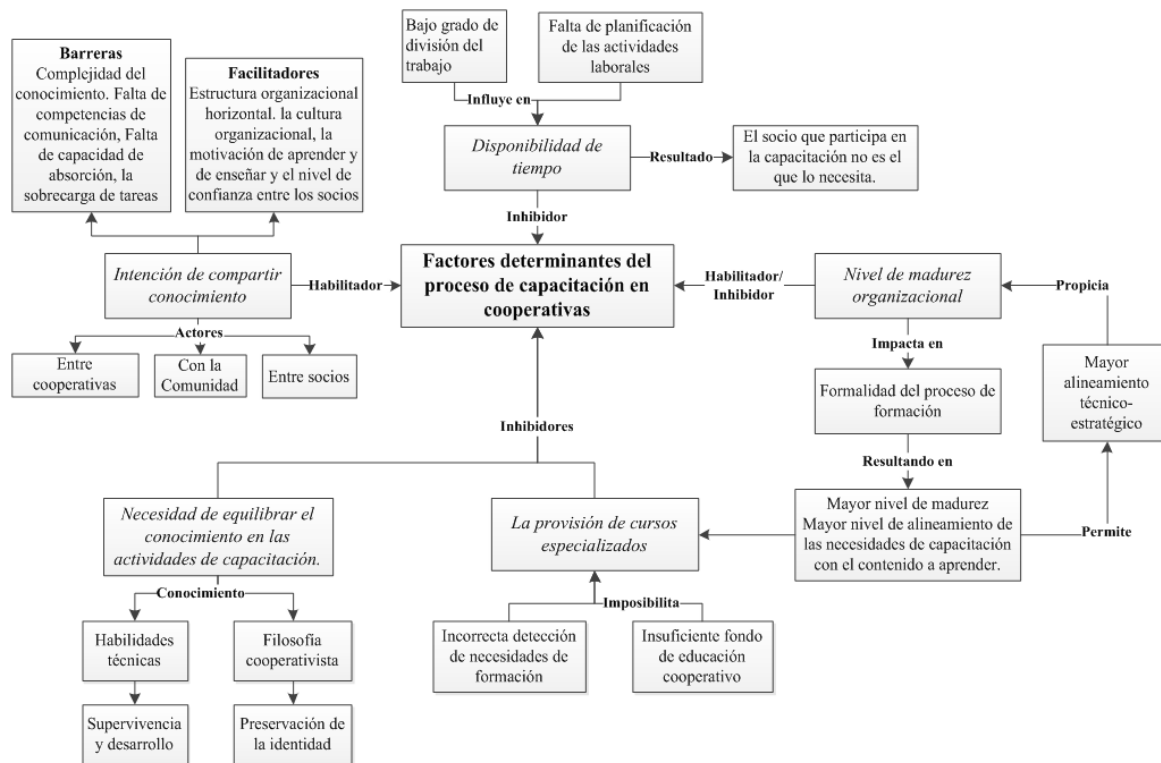 Barreras
Complejidad del
conocimiento. Falta de
competencias de
comunicación, Falta
de capacidad de
absorción, la
sobrecarga de tareas
Facilitadores
Estructura organizacional
horizontal. la cultura
organizacional, la
motivación de aprender y
de enseñar y el nivel de
confianza entre los socios
Bajo grado de
división del
trabajo
Falta de planificación
de las actividades
laborales
Influye en
Disponibilidad de
tiempo
Resultado
El socio que participa en
la capacitación no es el
que lo necesita.
Inhibidor
Intención de compartir
conocimiento
Habilitador
Factores determinantes del
proceso de capacitación en
cooperativas
Habilitador/
Inhibidor
Nivel de madurez
organizacional
Propicia
Actores
Entre
cooperativas
Con la
Comunidad
Entre socios
Impacta en
Formalidad del proceso de
formación
Mayor
alineamiento
técnico-
estratégico
Inhibidores
Resultando en
Necesidad de equilibrar el
conocimiento en las
actividades de capacitación.
La provisión de cursos
especializados
Mayor nivel de madurez
Mayor nivel de alineamiento de
las necesidades de capacitación
con el contenido a aprender.
Permite
Conocimiento
Imposibilita
Habilidades
técnicas
Filosofía
cooperativista
Incorrecta detección
de necesidades de
formación
Insuficiente fondo
de educación
cooperativo
Supervivencia
y desarrollo
Preservación de
la identidad